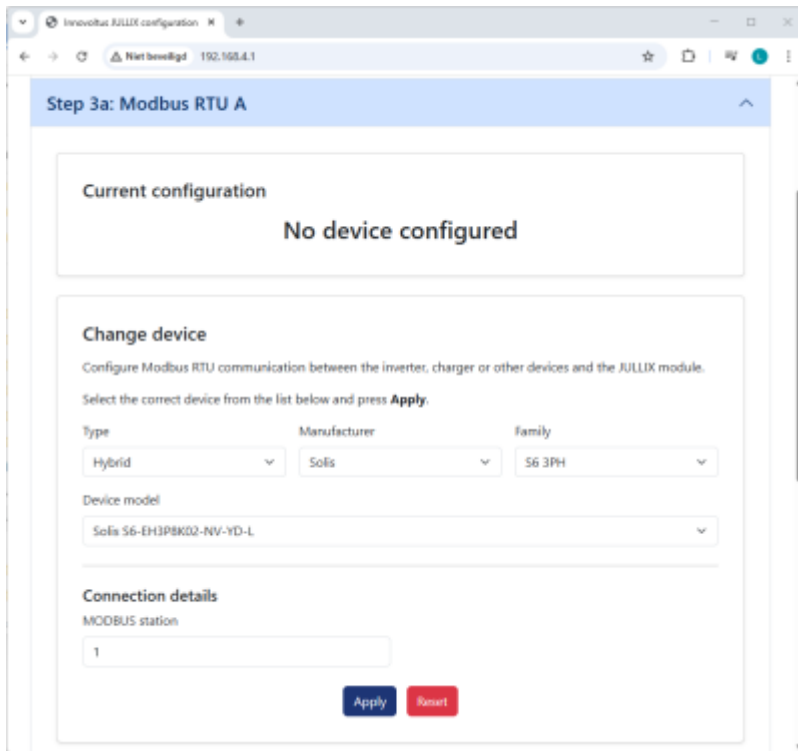 Innovoltus JULLIX configuration
Niet beveiligd 192.168.4.1
L
Step 3a: Modbus RTU A
Current configuration
No device configured
Change device
Configure Modbus RTU communication between the inverter, charger or other devices and the JULLIX module.
Select the correct device from the list below and press Apply.
Type Manufacturer Family
Hybrid Solis S6 3PH
Device model
Solis S6-EH3P8K02-NV-YD-L
Connection details
MODBUS station
1
Apply Reset